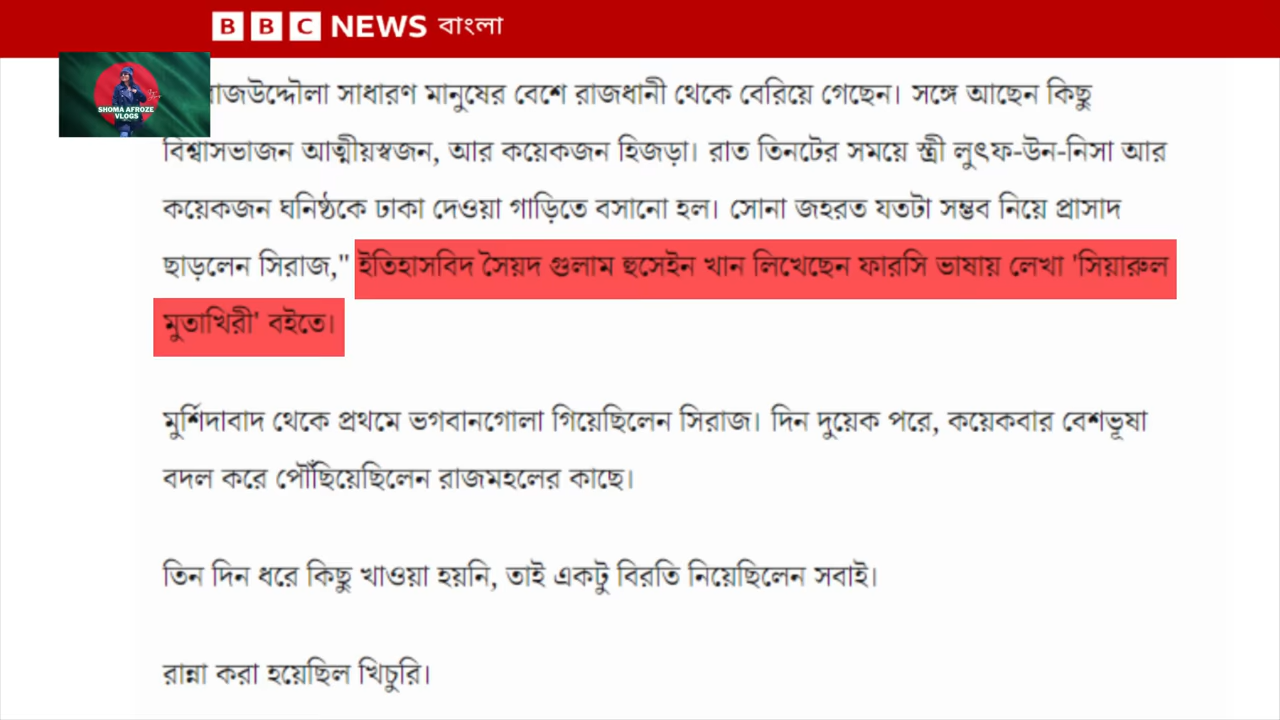 BBC NEWS বাংলা
SHOMA AFROZE
VLOGS
সাধারণ মানুষের বেশে রাজধানী থেকে বেরিয়ে গেছেন। সঙ্গে আছেন কিছু
বিশ্বাসভাজন আত্মীয়স্বজন, আর কয়েকজন হিজড়া। রাত তিনটের সময়ে স্ত্রী লুৎফ-উন-নিসা আর
কয়েকজন ঘনিষ্ঠকে ঢাকা দেওয়া গাড়িতে বসানো হল। সোনা জহরত যতটা সম্ভব নিয়ে প্রাসাদ
ছাড়লেন সিরাজ," ইতিহাসবিদ সৈয়দ গুলাম হুসেইন খান লিখেছেন ফারসি ভাষায় লেখা 'সিয়ারুল
মুতাখিরী' বইতে।
মুর্শিদাবাদ থেকে প্রথমে ভগবানগোলা গিয়েছিলেন সিরাজ। দিন দুয়েক পরে, কয়েকবার বেশভূষা
বদল করে পৌঁছিয়েছিলেন রাজমহলের কাছে।
তিন দিন ধরে কিছু খাওয়া হয়নি, তাই একটু বিরতি নিয়েছিলেন সবাই।
রান্না করা হয়েছিল খিচুরি।